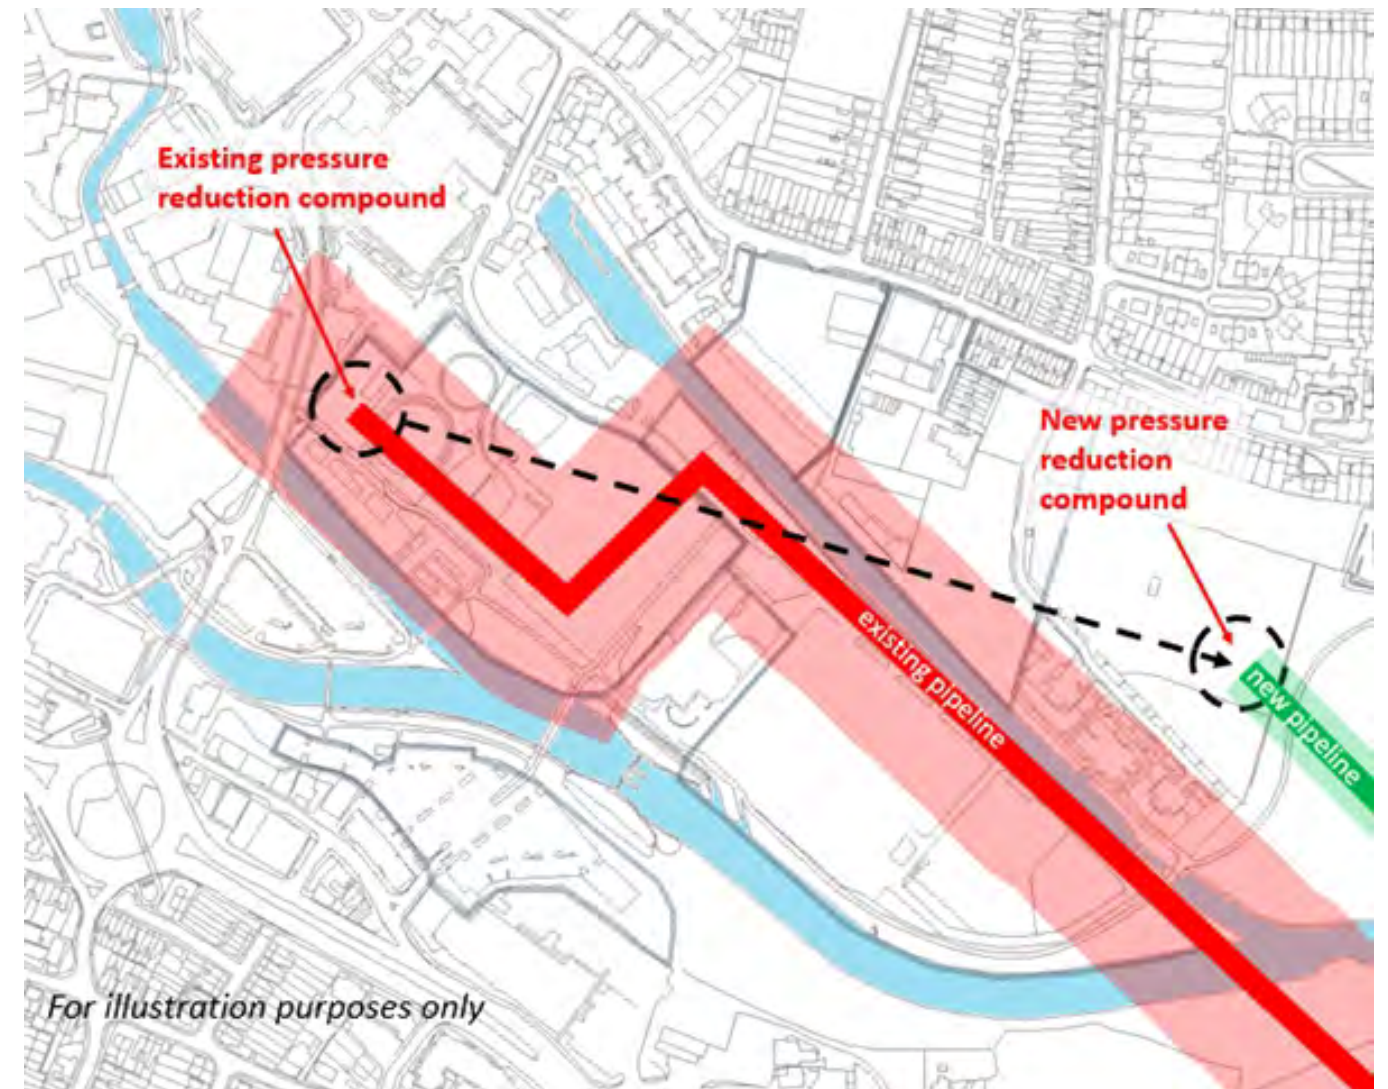 Existing pressure
reduction compound
New pressure
reduction
compound
existing pipeline
new pipeline
For illustration purposes only